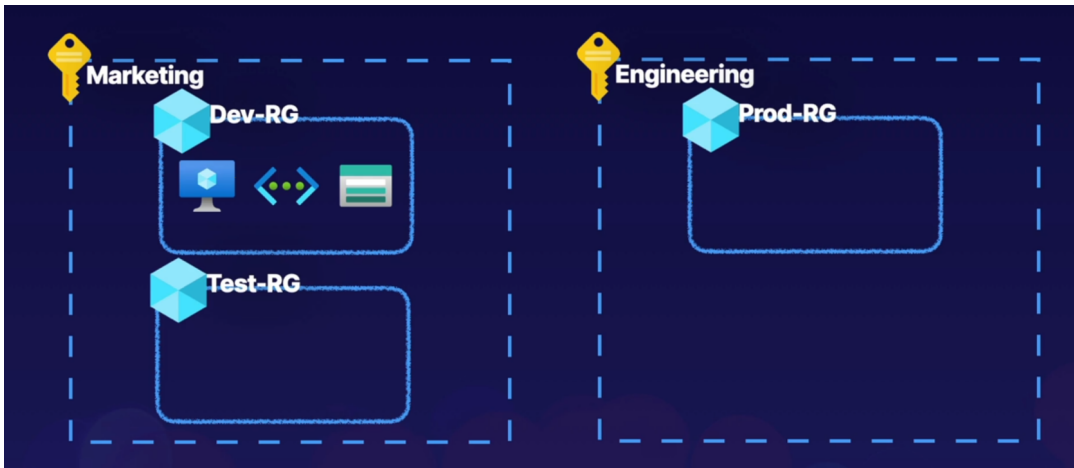 Marketing
Dev-RG
Test-RG
Engineering
Prod-RG